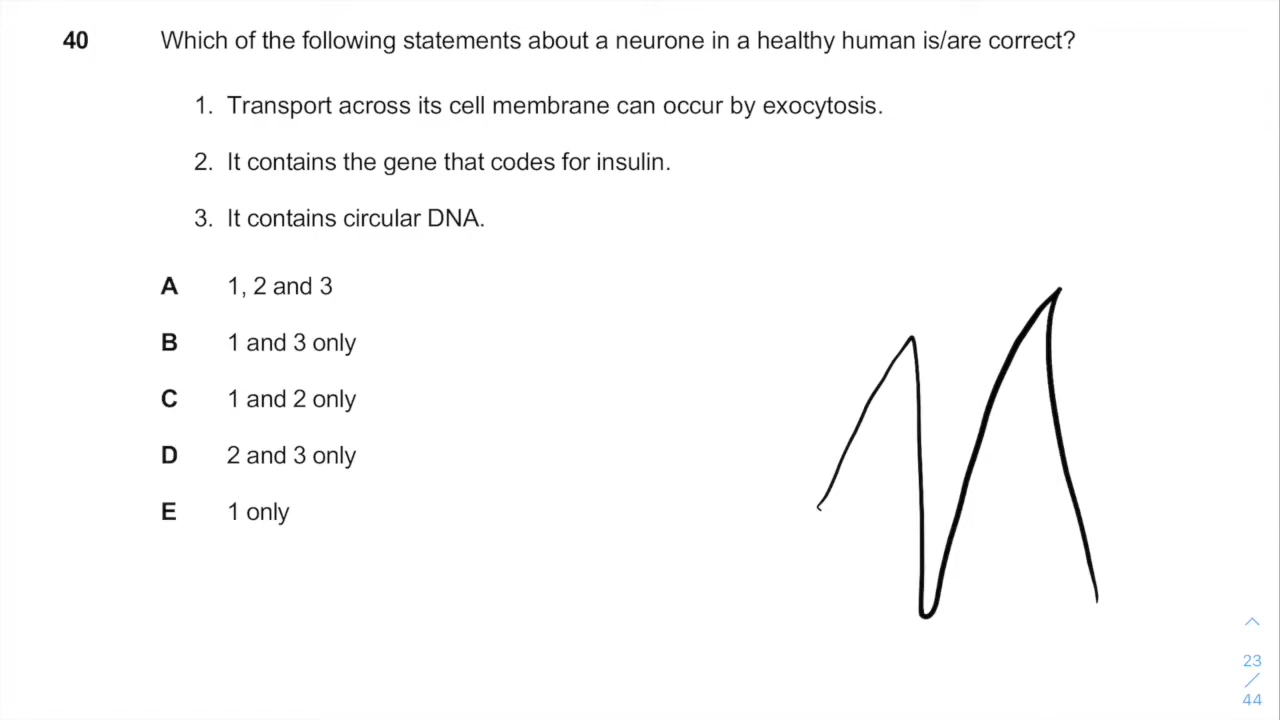 40 Which of the following statements about a neurone in a healthy human is/are correct?
1. Transport across its cell membrane can occur by exocytosis.
2. It contains the gene that codes for insulin.
3. It contains circular DNA.
A 1, 2 and 3
B 1 and 3 only
C 1 and 2 only
D 2 and 3 only
E 1 only
23
/
44